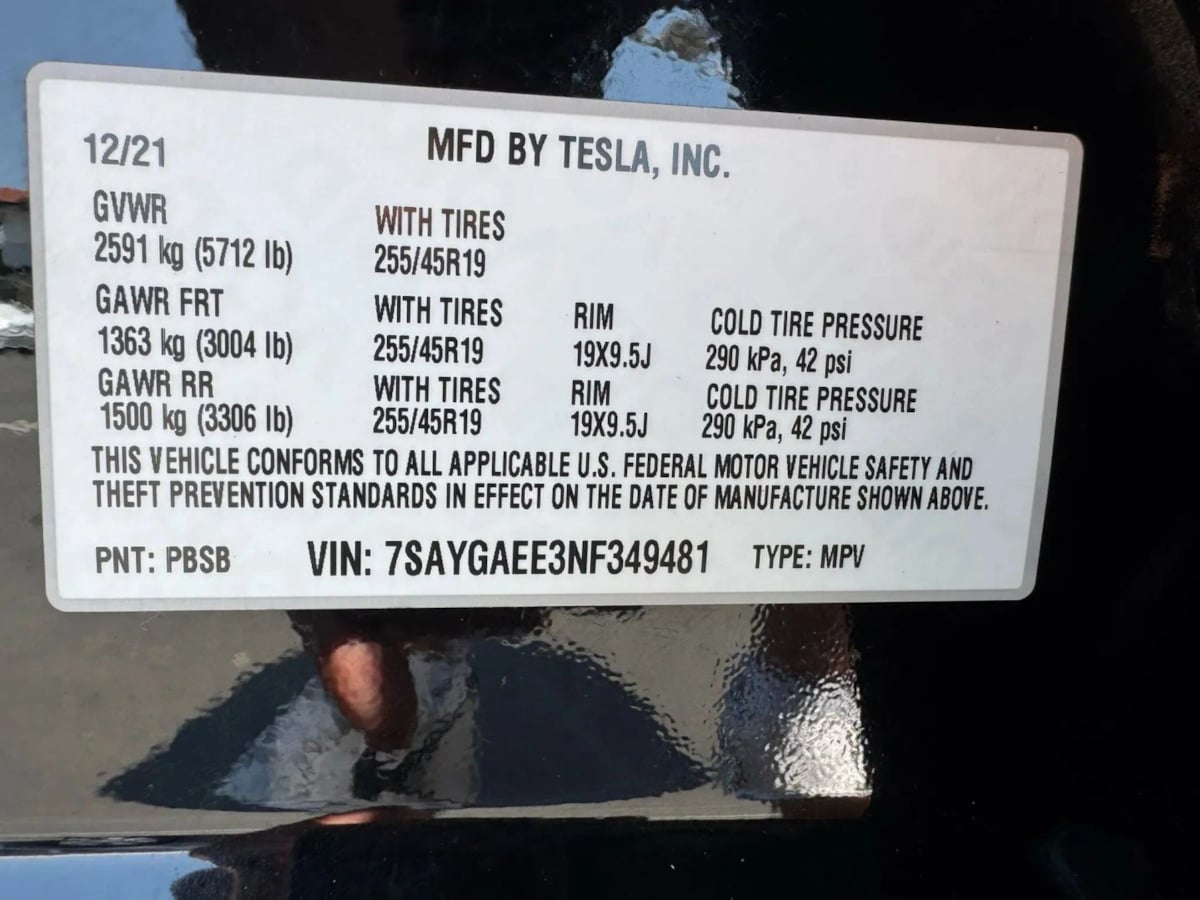 12/21 MFD BY TESLA, INC.
GVWR WITH TIRES
2591 kg (5712 lb) 255/45R19
GAWR FRT WITH TIRES RIM COLD TIRE PRESSURE
1363 kg (3004 lb) 255/45R19 19X9.5J 290 kPa, 42 psi
GAWR RR WITH TIRES RIM COLD TIRE PRESSURE
1500 kg (3306 lb) 255/45R19 19X9.5J 290 kPa, 42 psi
THIS VEHICLE CONFORMS TO ALL APPLICABLE U.S. FEDERAL MOTOR VEHICLE SAFETY AND
THEFT PREVENTION STANDARDS IN EFFECT ON THE DATE OF MANUFACTURE SHOWN ABOVE.
PNT: PBSB VIN: 7SAYGAEE3NF349481 TYPE: MPV